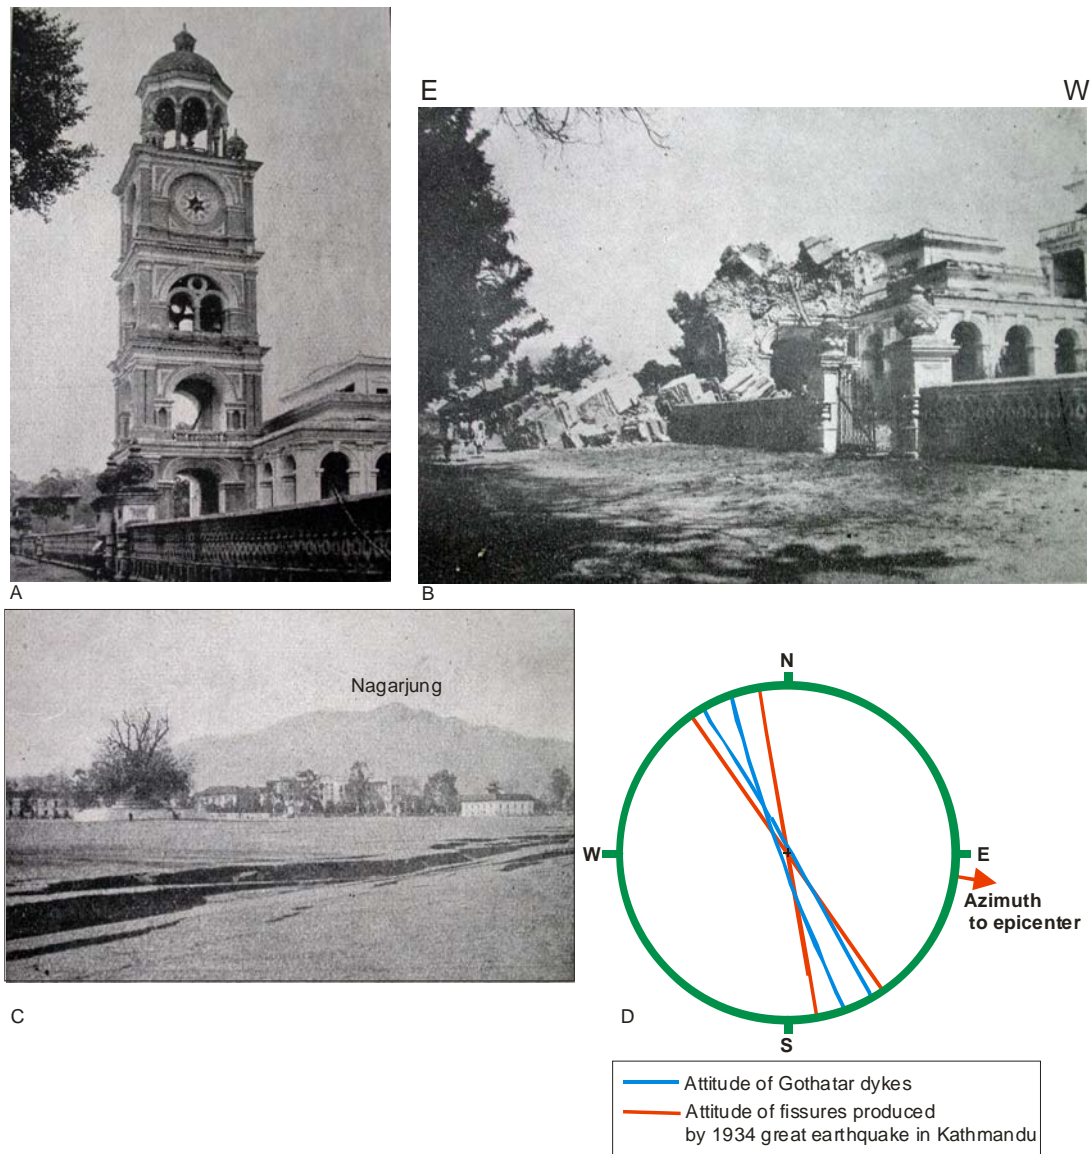 E
W
A
B
Nagarjung
C
N
W
E
Azimuth
to epicenter
D
S
Attitude of Gothatar dykes
Attitude of fissures produced
by 1934 great earthquake in Kathmandu